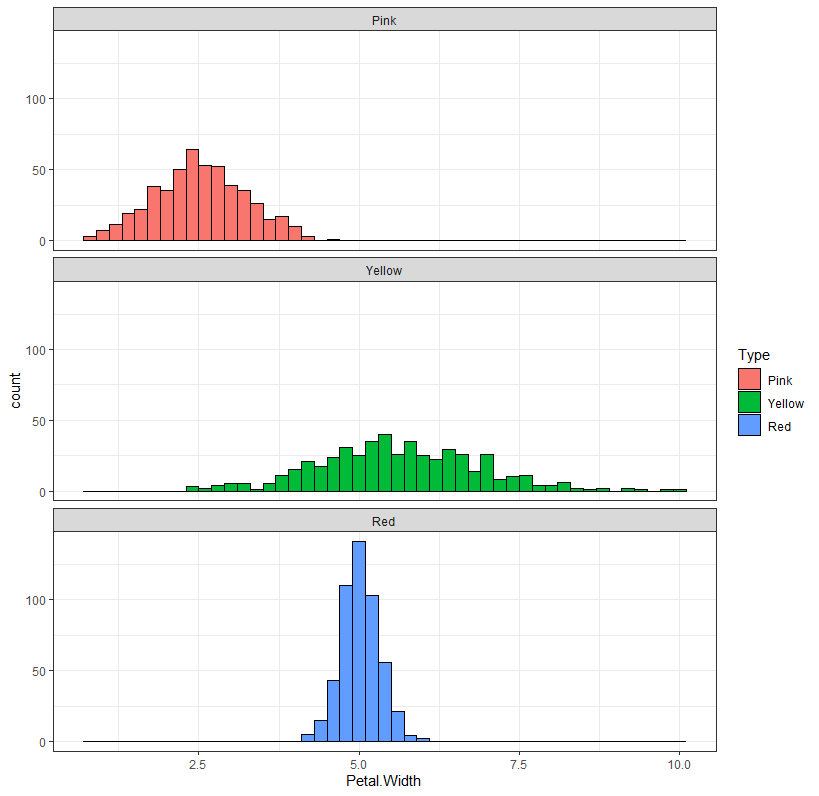 Pink
100
50
0
Yellow
100
50
0
count
Red
100
50
0
2.5 5.0 7.5 10.0
Petal.Width
Type
Pink
Yellow
Red